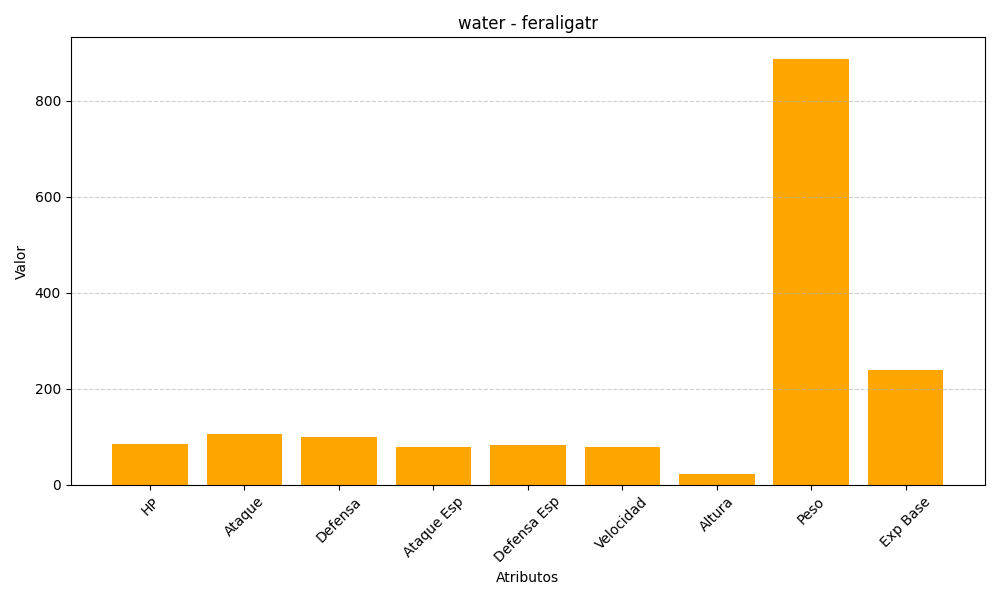 water - feraligatr
Valor
800
600
400
200
0
HP
Ataque
Defensa
Ataque Esp
Defensa Esp
Velocidad
Altura
Peso
Exp Base
Atributos